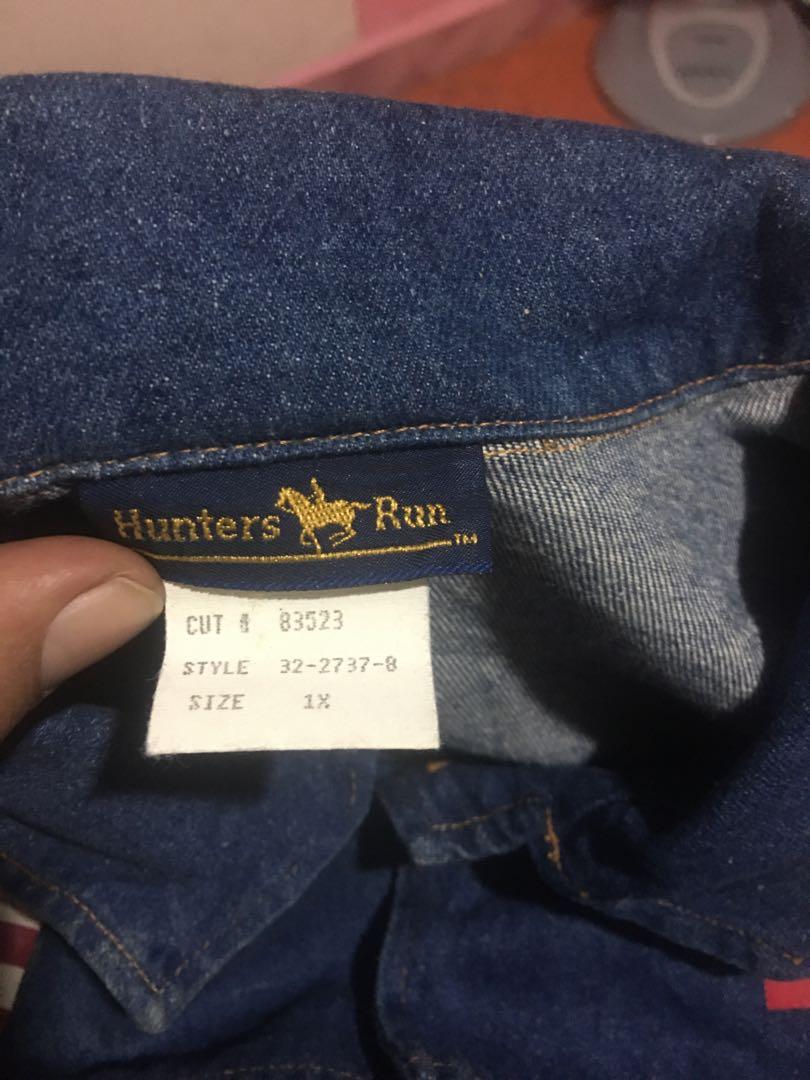 Hunters Run ™
CUT # 83523
STYLE 32-2737-8
SIZE 1X